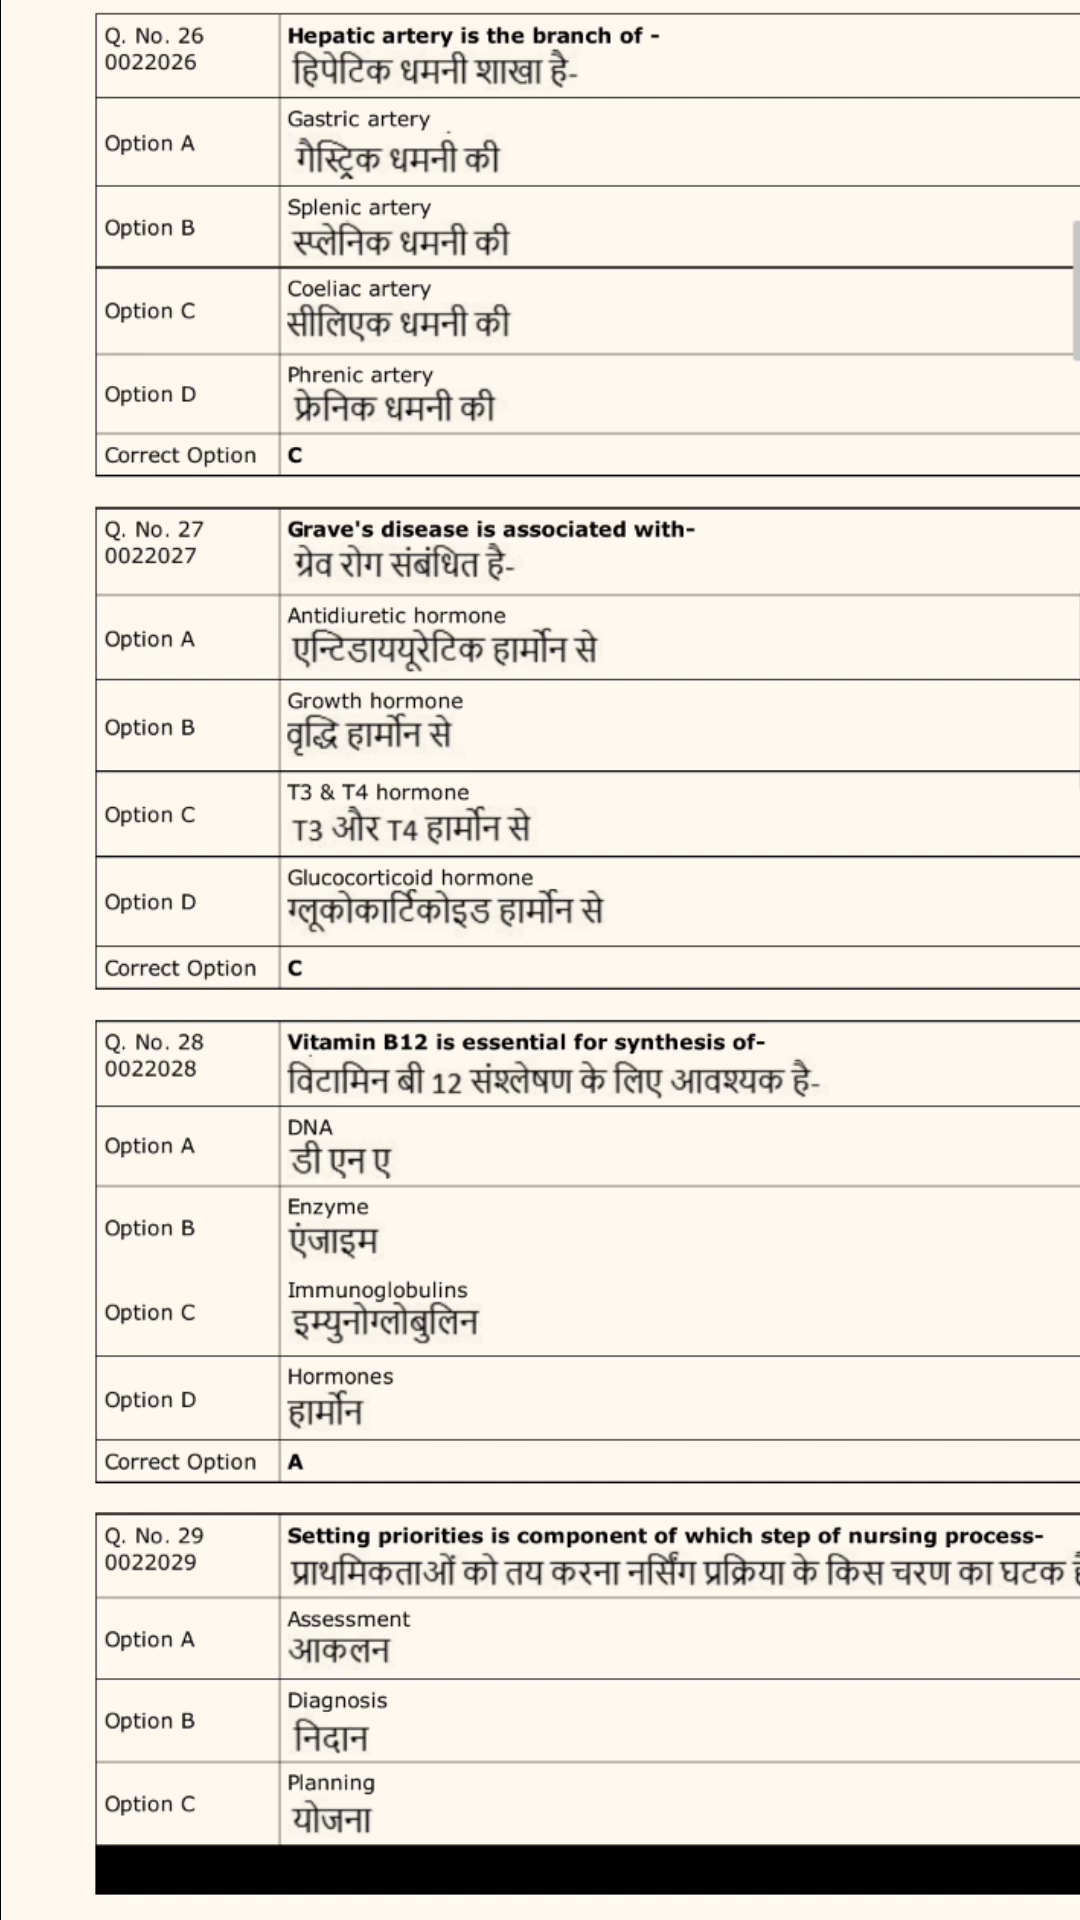 Q. No. 26
0022026
Hepatic artery is the branch of -
हिपेटिक धमनी शाखा है-
Option A
Gastric artery
गैस्ट्रिक धमनी की
Option B
Splenic artery
स्प्लेनिक धमनी की
Option C
Coeliac artery
सीलिएक धमनी की
Option D
Phrenic artery
फ्रेनिक धमनी की
Correct Option
C
Q. No. 27
0022027
Grave's disease is associated with-
ग्रेव रोग संबंधित है-
Option A
Antidiuretic hormone
एन्टिडाययूरेटिक हार्मोन से
Option B
Growth hormone
वृद्धि हार्मोन से
Option C
T3 & T4 hormone
T3 और T4 हार्मोन से
Option D
Glucocorticoid hormone
ग्लूकोकार्टिकोइड हार्मोन से
Correct Option
C
Q. No. 28
0022028
Vitamin B12 is essential for synthesis of-
विटामिन बी 12 संश्लेषण के लिए आवश्यक है-
Option A
DNA
डी एन ए
Option B
Enzyme
एंजाइम
Option C
Immunoglobulins
इम्युनोग्लोबुलिन
Option D
Hormones
हार्मोन
Correct Option
A
Q. No. 29
0022029
Setting priorities is component of which step of nursing process-
प्राथमिकताओं को तय करना नर्सिंग प्रक्रिया के किस चरण का घटक
Option A
Assessment
आकलन
Option B
Diagnosis
निदान
Option C
Planning
योजना